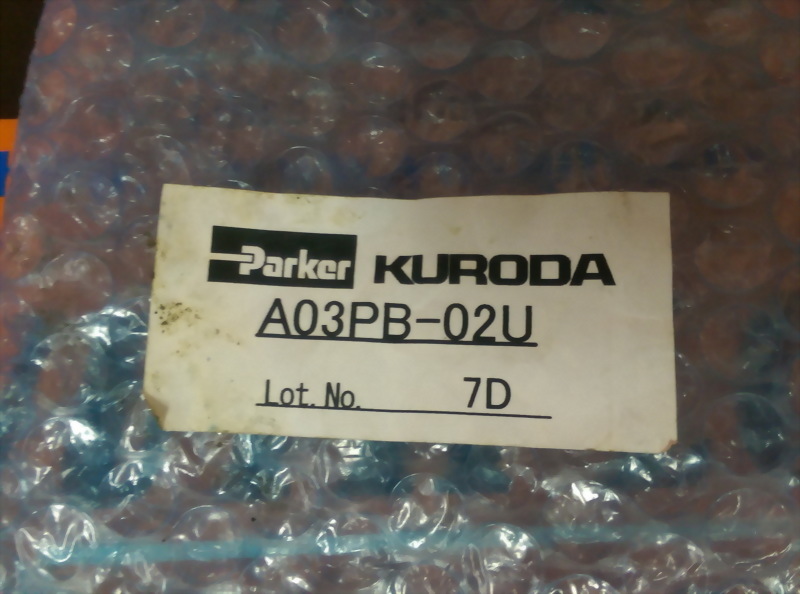 Parker KURODA
A03PB-02U
Lot. No. 7D